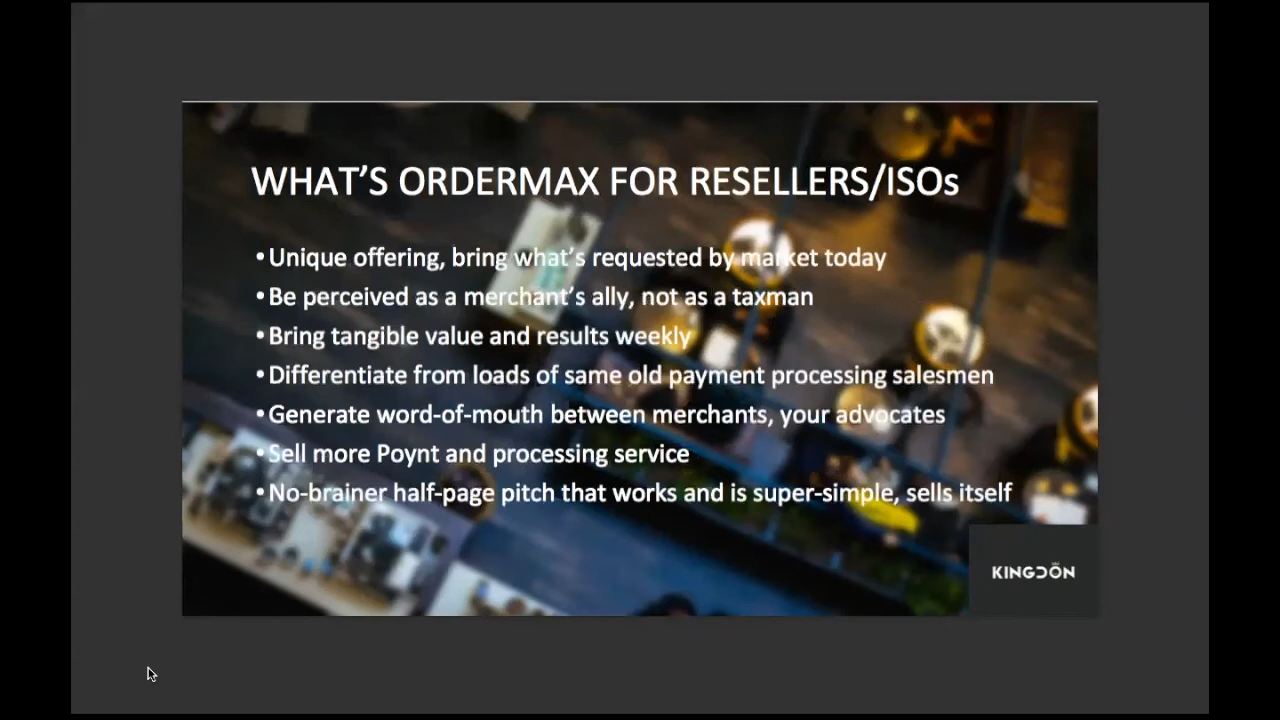 WHAT'S ORDERMAX FOR RESELLERS/ISOs
•Unique offering, bring what's requested by market today
•Be perceived as a merchant's ally, not as a taxman
•Bring tangible value and results weekly
•Differentiate from loads of same old payment processing salesmen
•Generate word-of-mouth between merchants, your advocates
•Sell more Poynt and processing service
•No-brainer half-page pitch that works and is super-simple, sells itself
KINGDÖN